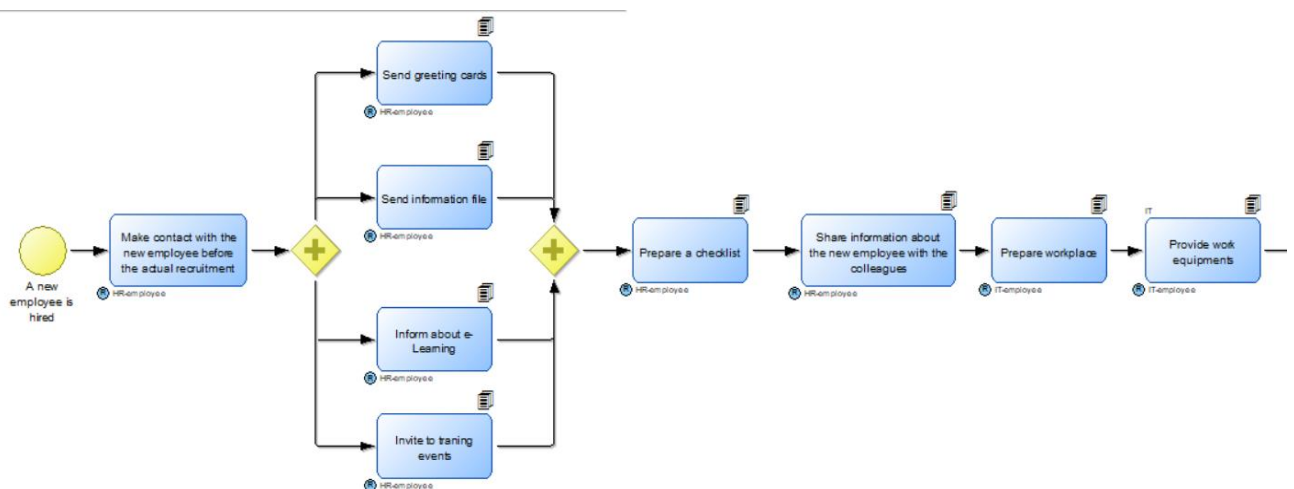 Send greeting cards
HR-employee
Send information file
HR-employee
A new
employee is
hired
Make contact with the
new employee before
the actual recruitment
HR-employee
Inform about e-
Learning
HR-employee
Invite to traning
events
HR-employee
Prepare a checklist
HR-employee
Share information about
the new employee with the
colleagues
HR-employee
Prepare workplace
IT-employee
IT
Provide work
equipments
IT-employee